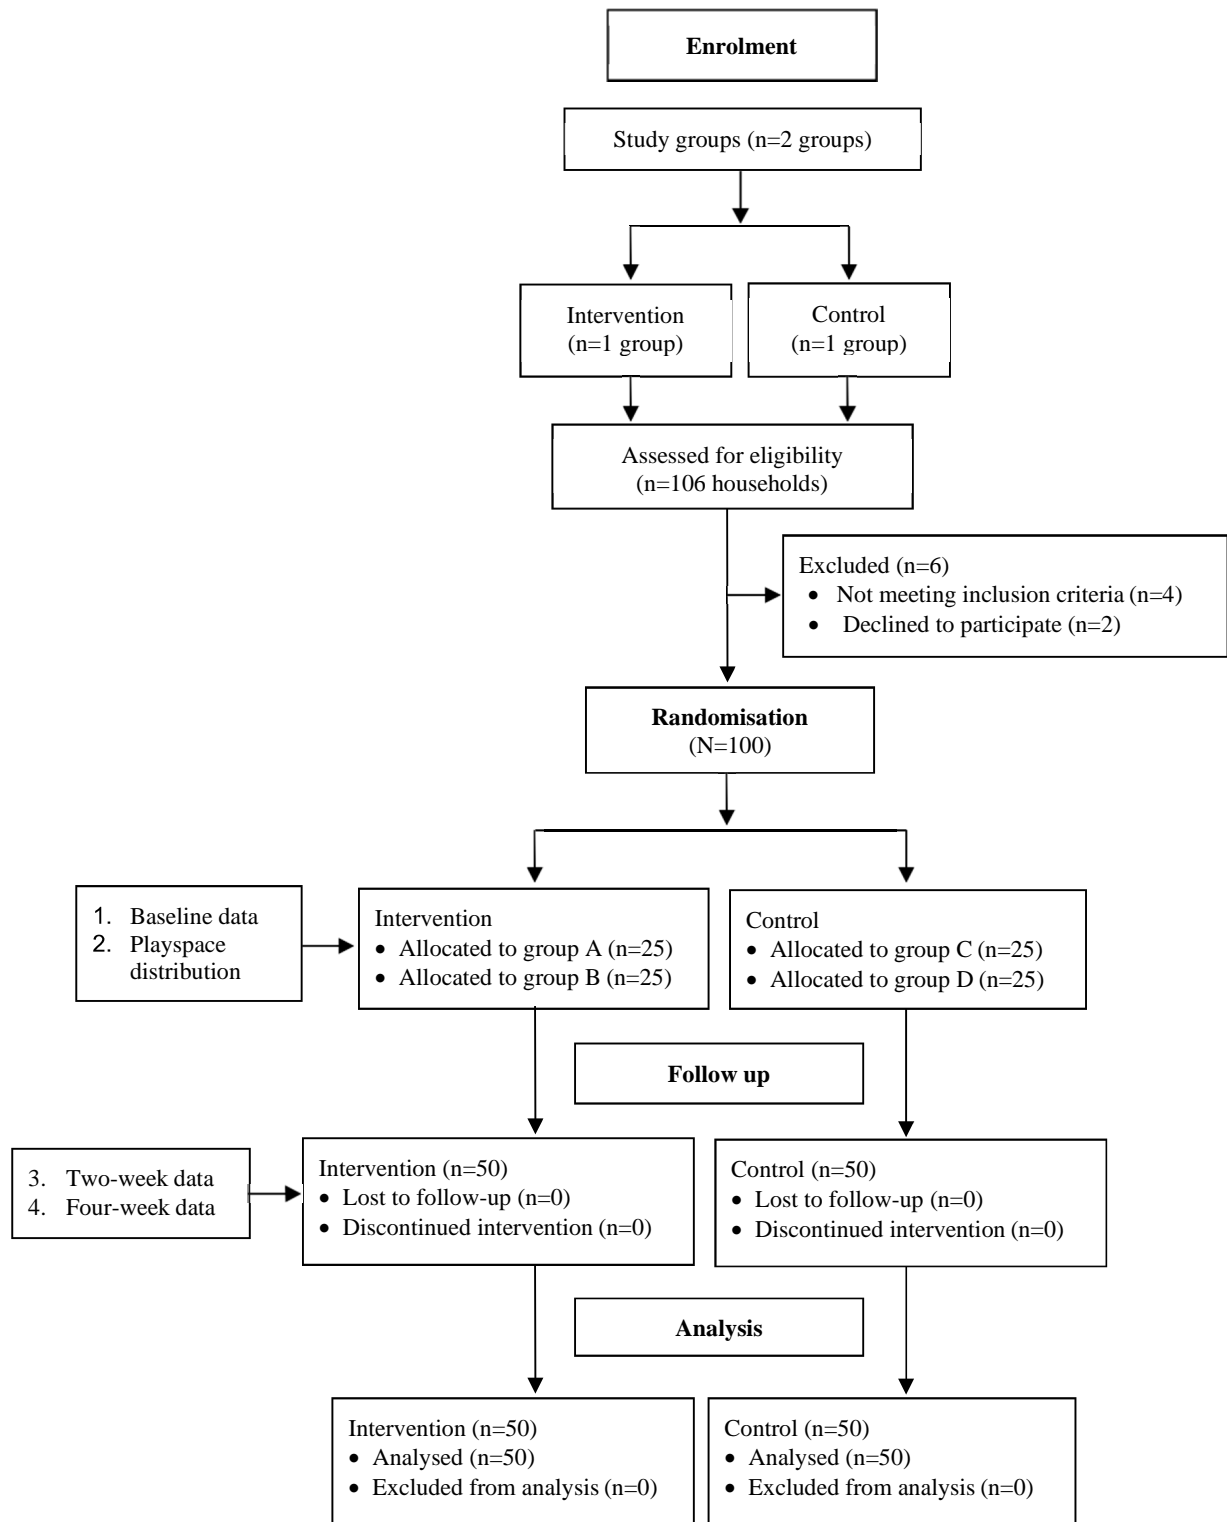 Enrolment
Study groups (n=2 groups)
Intervention
(n=1 group)
Control
(n=1 group)
Assessed for eligibility
(n=106 households)
Excluded (n=6)
• Not meeting inclusion criteria (n=4)
• Declined to participate (n=2)
Randomisation
(N=100)
1. Baseline data
2. Playspace
distribution
Intervention
• Allocated to group A (n=25)
• Allocated to group B (n=25)
Control
• Allocated to group C (n=25)
• Allocated to group D (n=25)
Follow up
3. Two-week data
4. Four-week data
Intervention (n=50)
• Lost to follow-up (n=0)
• Discontinued intervention (n=0)
Control (n=50)
• Lost to follow-up (n=0)
• Discontinued intervention (n=0)
Analysis
Intervention (n=50)
• Analysed (n=50)
• Excluded from analysis (n=0)
Control (n=50)
• Analysed (n=50)
• Excluded from analysis (n=0)